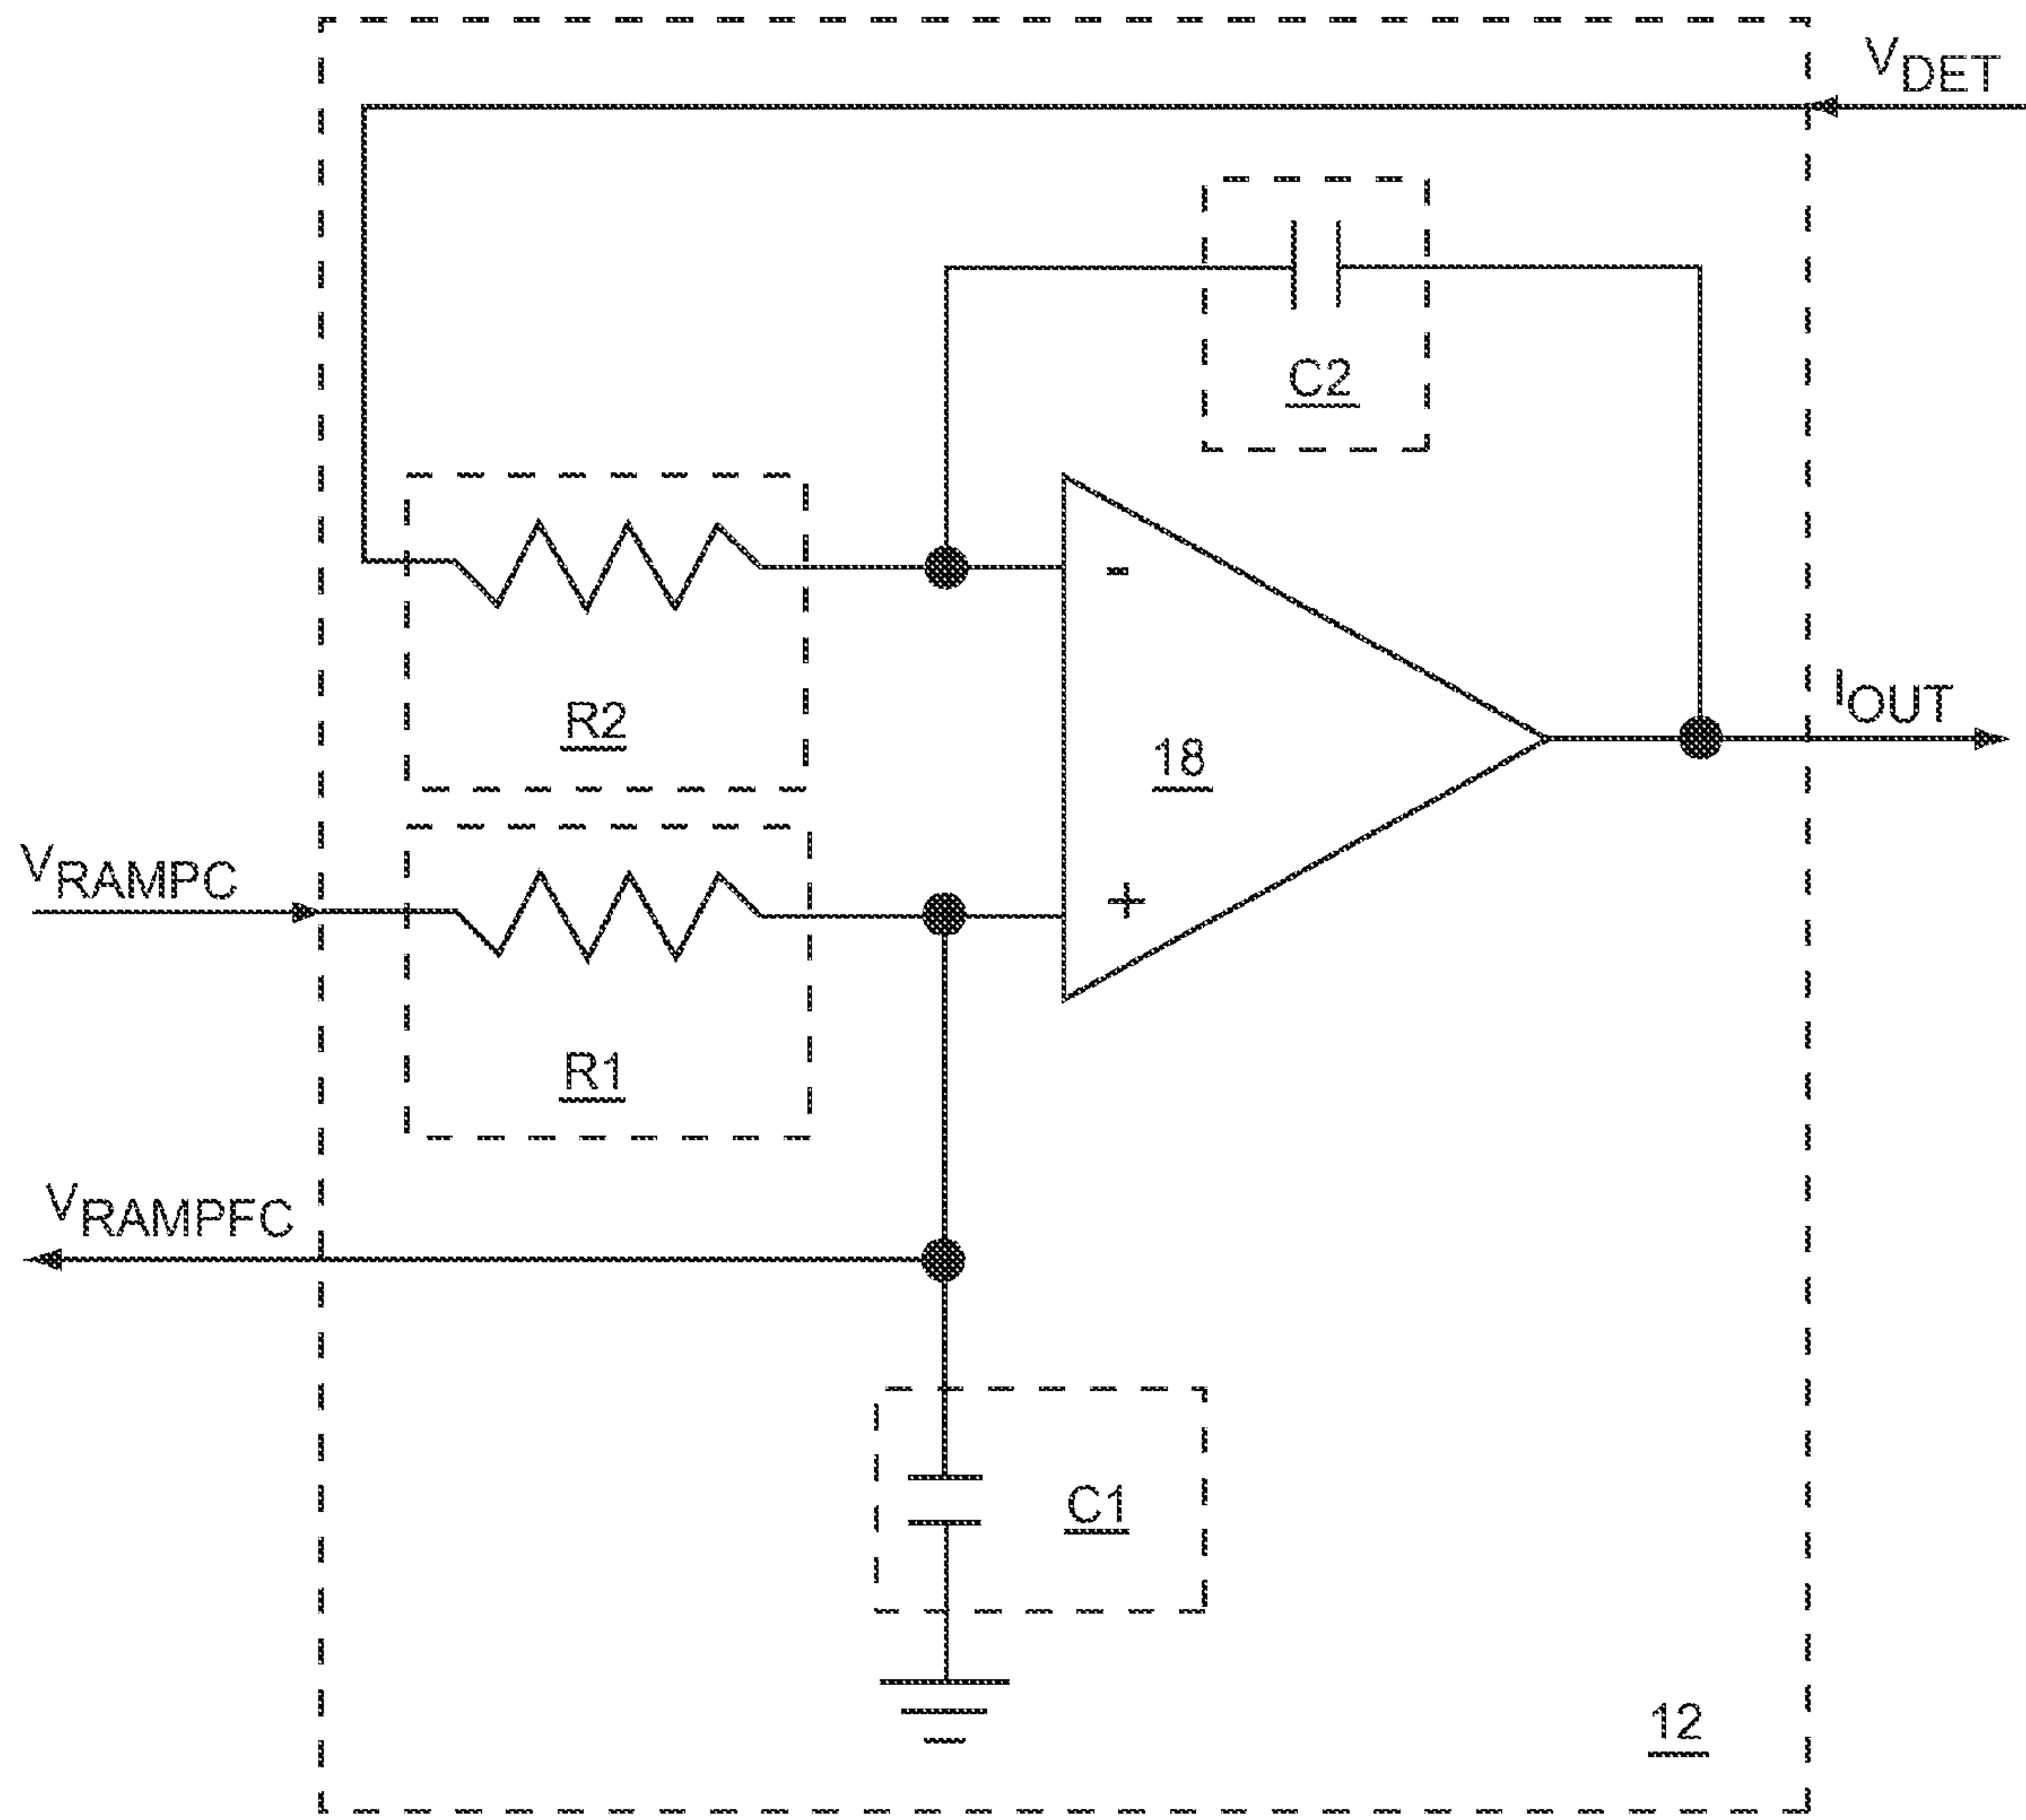 VDET
C2
R2
18
-
IOUT
VRAMPC
+
R1
VRAMPFC
C1
12